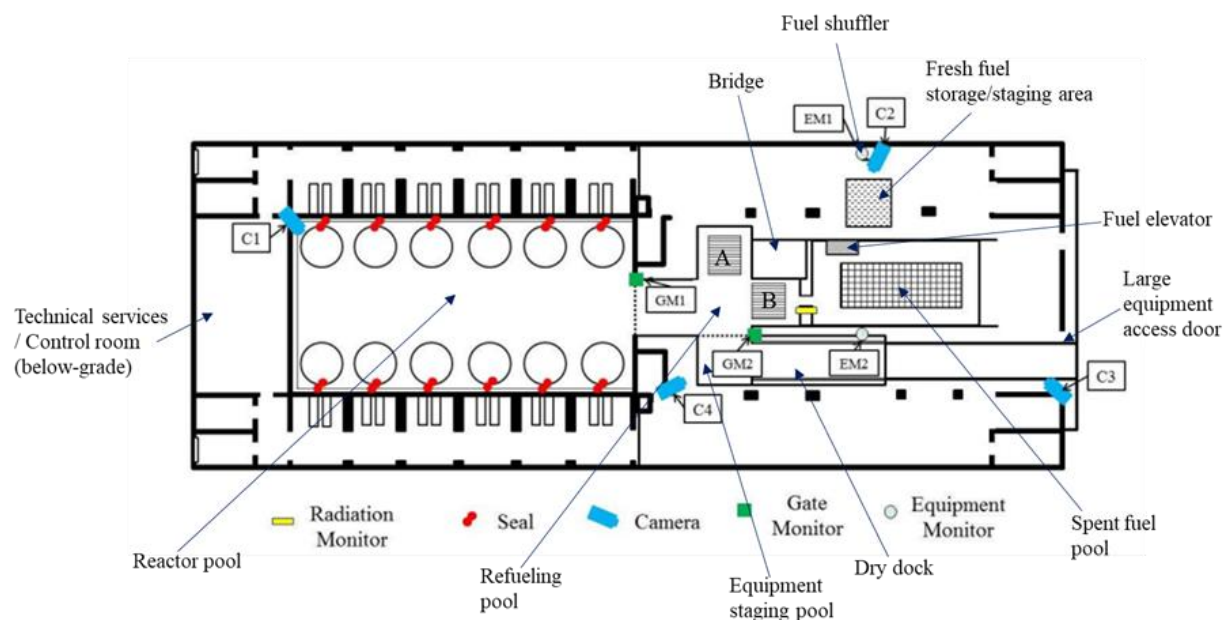 Fuel shuffler
Bridge
Fresh fuel
storage/staging area
EM1
C2
Fuel elevator
C1
A
B
GM1
Large
equipment
access door
Technical services
/ Control room
(below-grade)
GM2
EM2
C3
C4
Radiation
Monitor
Seal
Camera
Gate
Monitor
Equipment
Monitor
Reactor pool
Refueling
pool
Equipment
staging pool
Dry dock
Spent fuel
pool